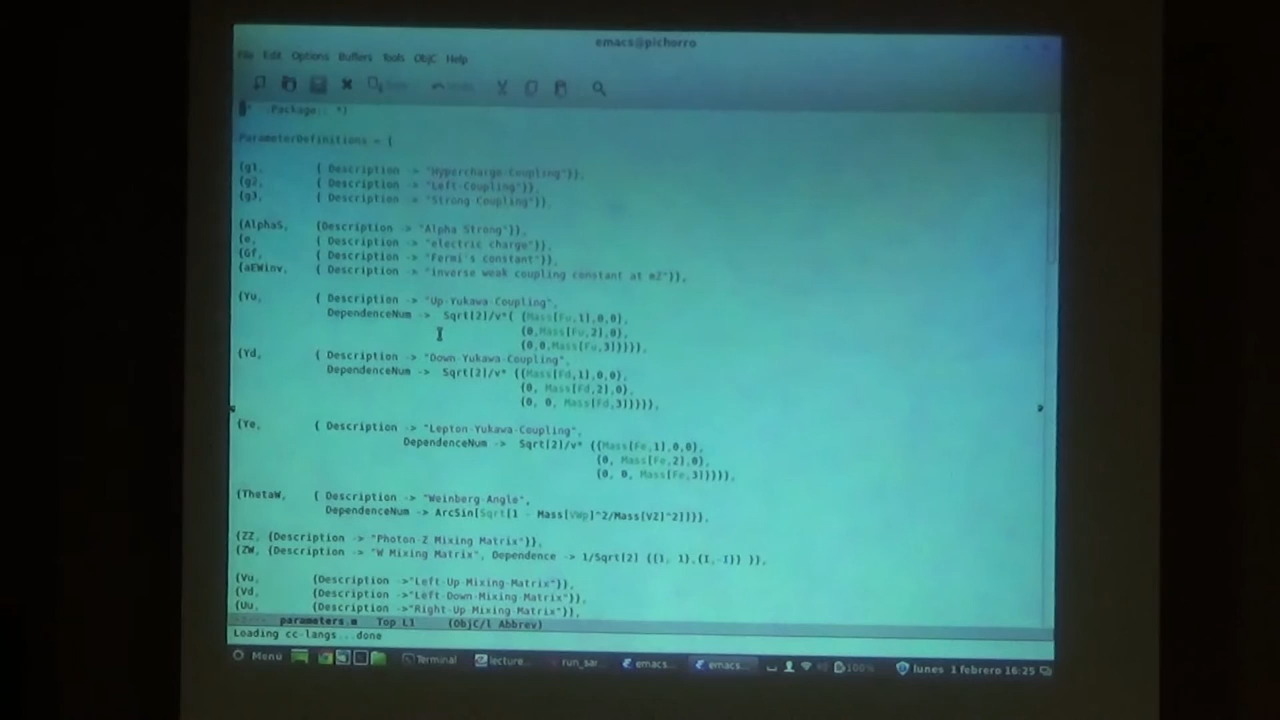 emacs@pichorro
File Edit Options Buffers Tools ObjC Help
Package:: *)
ParameterDefinitions = {
{g1, { Description -> "Hypercharge-Coupling"}},
{g2, { Description -> "Left-Coupling"}},
{g3, { Description -> "Strong-Coupling"}},
{AlphaS, {Description -> "Alpha Strong"}},
{e, { Description -> "electric charge"}},
{Gf, { Description -> "Fermi's constant"}},
{aEWinv, { Description -> "inverse weak coupling constant at mZ"}},
{Yu, { Description -> "Up-Yukawa-Coupling",
DependenceNum -> Sqrt[2]/v*{ {Mass[Fu,1],0,0},
{0,Mass[Fu,2],0},
{0,0,Mass[Fu,3]}}}},
{Yd, { Description -> "Down-Yukawa-Coupling",
DependenceNum -> Sqrt[2]/v* {{Mass[Fd,1],0,0},
{0, Mass[Fd,2],0},
{0, 0, Mass[Fd,3]}}}},
{Ye, { Description -> "Lepton-Yukawa-Coupling",
DependenceNum -> Sqrt[2]/v* {{Mass[Fe,1],0,0},
{0, Mass[Fe,2],0},
{0, 0, Mass[Fe,3]}}}},
{ThetaW, { Description -> "Weinberg-Angle",
DependenceNum -> ArcSin[Sqrt[1 - Mass[VWp]^2/Mass[VZ]^2]]}},
{ZZ, {Description -> "Photon-Z Mixing Matrix"}},
{ZW, {Description -> "W Mixing Matrix", Dependence -> 1/Sqrt[2] {{1, 1},{I,-I}} }},
{Vu, {Description ->"Left-Up-Mixing-Matrix"}},
{Vd, {Description ->"Left-Down-Mixing-Matrix"}},
{Uu, {Description ->"Right-Up-Mixing-Matrix"}},
parameters.m Top L1 (ObjC/l Abbrev)
Loading cc-langs...done
Menú Terminal lecture... run_sar... emacs... emacs... 100% lunes 1 febrero 16:25